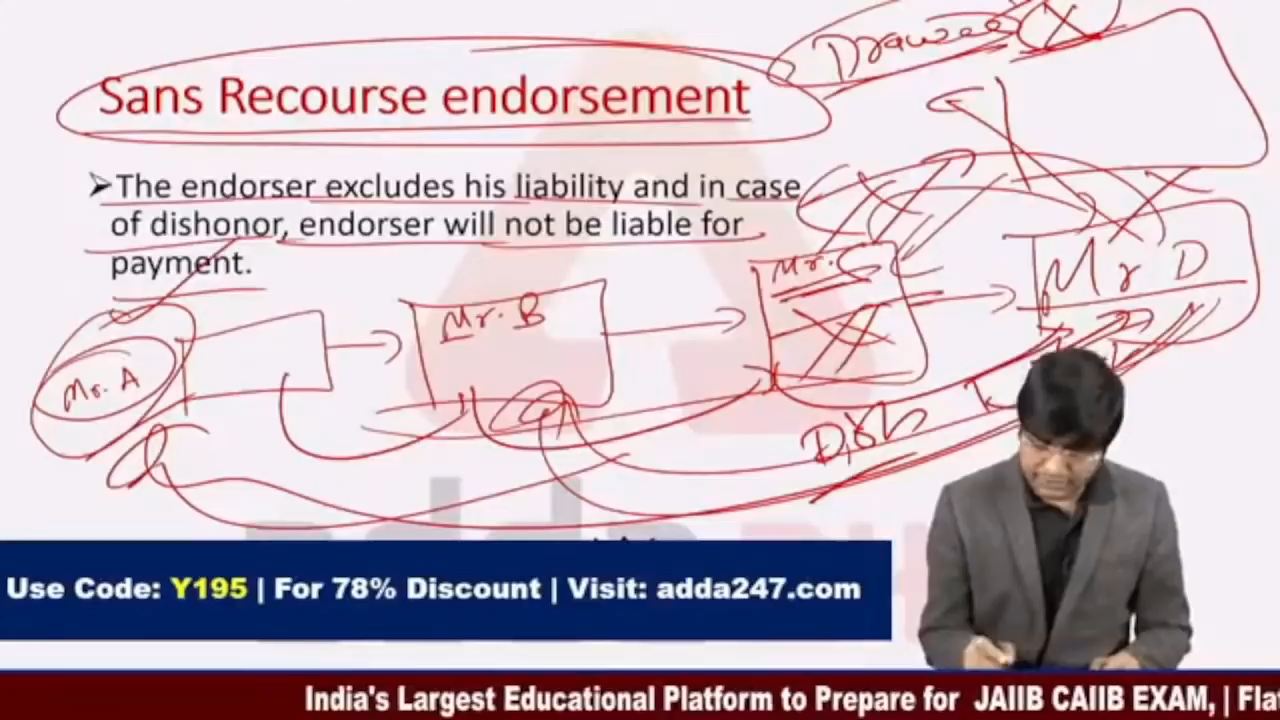 Drawee X
Sans Recourse endorsement
➤The endorser excludes his liability and in case
of dishonor, endorser will not be liable for
payment.
Mr. A
Mr. B
Mr. C
Mr D
Use Code: Y195 | For 78% Discount | Visit: adda247.com
India's Largest Educational Platform to Prepare for JAIIB CAIIB EXAM, | Fla